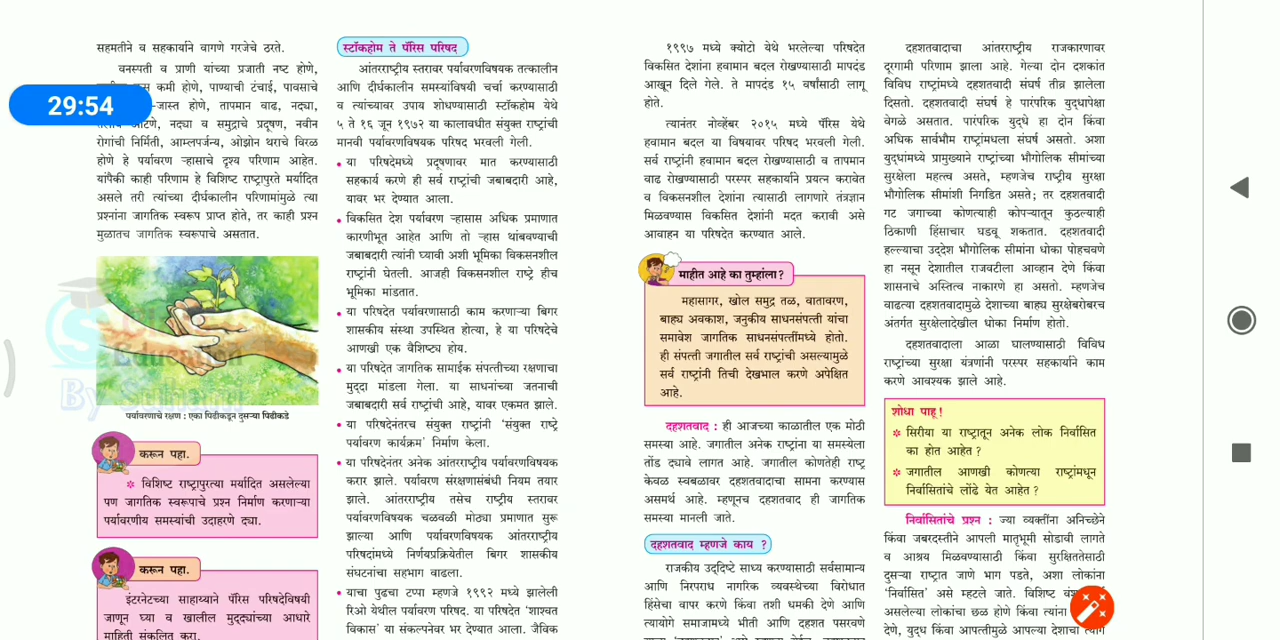 सहमतीने व सहकार्याने वागणे गरजेचे ठरते.
वनस्पती व प्राणी यांच्या प्रजाती नष्ट होणे,
कमी होणे, पाण्याची टंचाई, पावसाचे
29:54
-जास्त होणे, तापमान वाढ, नद्या,
आटणे, नद्या व समुद्राचे प्रदूषण, नवीन
रोगांची निर्मिती, आम्लपर्जन्य, ओझोन थराचे विरळ
होणे हे पर्यावरण ऱ्हासाचे दृश्य परिणाम आहेत.
यांपैकी काही परिणाम हे विशिष्ट राष्ट्रापुरते मर्यादित
असले तरी त्यांच्या दीर्घकालीन परिणामांमुळे त्या
प्रश्नांना जागतिक स्वरूप प्राप्त होते, तर काही प्रश्न
मुळातच जागतिक स्वरूपाचे असतात.
Education
By
पर्यावरणाचे रक्षण : एका पिढीकडून दुसऱ्या पिढीकडे
करून पहा.
❉ विशिष्ट राष्ट्रापुरत्या मर्यादित असलेल्या
पण जागतिक स्वरूपाचे प्रश्न निर्माण करणाऱ्या
पर्यावरणीय समस्यांची उदाहरणे द्या.
करून पहा.
इंटरनेटच्या साहाय्याने पॅरिस परिषदेविषयी
जाणून घ्या व खालील मुद्द्यांच्या आधारे
माहिती संकलित करा.
स्टॉकहोम ते पॅरिस परिषद
आंतरराष्ट्रीय स्तरावर पर्यावरणविषयक तत्कालीन
आणि दीर्घकालीन समस्यांविषयी चर्चा करण्यासाठी
व त्यांच्यावर उपाय शोधण्यासाठी स्टॉकहोम येथे
५ ते १६ जून १९७२ या कालावधीत संयुक्त राष्ट्रांची
मानवी पर्यावरणविषयक परिषद भरवली गेली.
• या परिषदेमध्ये प्रदूषणावर मात करण्यासाठी
सहकार्य करणे ही सर्व राष्ट्रांची जबाबदारी आहे,
यावर भर देण्यात आला.
• विकसित देश पर्यावरण ऱ्हासास अधिक प्रमाणात
कारणीभूत आहेत आणि तो ऱ्हास थांबवण्याची
जबाबदारी त्यांनी घ्यावी अशी भूमिका विकसनशील
राष्ट्रांनी घेतली. आजही विकसनशील राष्ट्रे हीच
भूमिका मांडतात.
• या परिषदेत पर्यावरणासाठी काम करणाऱ्या बिगर
शासकीय संस्था उपस्थित होत्या, हे या परिषदेचे
आणखी एक वैशिष्ट्य होय.
• या परिषदेत जागतिक सामाईक संपत्तीच्या रक्षणाचा
मुद्दा मांडला गेला. या साधनांच्या जतनाची
जबाबदारी सर्व राष्ट्रांची आहे, यावर एकमत झाले.
• या परिषदेनंतरच संयुक्त राष्ट्रांनी 'संयुक्त राष्ट्रे
पर्यावरण कार्यक्रम' निर्माण केला.
• या परिषदेनंतर अनेक आंतरराष्ट्रीय पर्यावरणविषयक
करार झाले. पर्यावरण संरक्षणासंबंधी नियम तयार
झाले. आंतरराष्ट्रीय तसेच राष्ट्रीय स्तरावर
पर्यावरणविषयक चळवळी मोठ्या प्रमाणात सुरू
झाल्या आणि पर्यावरणविषयक आंतरराष्ट्रीय
परिषदांमध्ये निर्णयप्रक्रियेतील बिगर शासकीय
संघटनांचा सहभाग वाढला.
• याचा पुढचा टप्पा म्हणजे १९९२ मध्ये झालेली
रिओ येथील पर्यावरण परिषद. या परिषदेत 'शाश्वत
विकास' या संकल्पनेवर भर देण्यात आला. जैविक
१९९७ मध्ये क्योटो येथे भरलेल्या परिषदेत
विकसित देशांना हवामान बदल रोखण्यासाठी मापदंड
आखून दिले गेले. ते मापदंड १५ वर्षांसाठी लागू
होते.
त्यानंतर नोव्हेंबर २०१५ मध्ये पॅरिस येथे
हवामान बदल या विषयावर परिषद भरवली गेली.
सर्व राष्ट्रांनी हवामान बदल रोखण्यासाठी व तापमान
वाढ रोखण्यासाठी परस्पर सहकार्याने प्रयत्न करावेत
व विकसनशील देशांना त्यासाठी लागणारे तंत्रज्ञान
मिळवण्यास विकसित देशांनी मदत करावी असे
आवाहन या परिषदेत करण्यात आले.
माहीत आहे का तुम्हांला?
महासागर, खोल समुद्र तळ, वातावरण,
बाह्य अवकाश, जनुकीय साधनसंपत्ती यांचा
समावेश जागतिक साधनसंपत्तींमध्ये होतो.
ही संपत्ती जगातील सर्व राष्ट्रांची असल्यामुळे
सर्व राष्ट्रांनी तिची देखभाल करणे अपेक्षित
आहे.
दहशतवाद : ही आजच्या काळातील एक मोठी
समस्या आहे. जगातील अनेक राष्ट्रांना या समस्येला
तोंड द्यावे लागत आहे. जगातील कोणतेही राष्ट्र
केवळ स्वबळावर दहशतवादाचा सामना करण्यास
असमर्थ आहे. म्हणूनच दहशतवाद ही जागतिक
समस्या मानली जाते.
दहशतवाद म्हणजे काय ?
राजकीय उद्दिष्टे साध्य करण्यासाठी सर्वसामान्य
आणि निरपराध नागरिक व्यवस्थेच्या विरोधात
हिंसेचा वापर करणे किंवा तशी धमकी देणे आणि
त्यायोगे समाजामध्ये भीती आणि दहशत पसरवणे
दहशतवादाचा आंतरराष्ट्रीय राजकारणावर
दूरगामी परिणाम झाला आहे. गेल्या दोन दशकांत
विविध राष्ट्रांमध्ये दहशतवादी संघर्ष तीव्र झालेला
दिसतो. दहशतवादी संघर्ष हे पारंपरिक युद्धापेक्षा
वेगळे असतात. पारंपरिक युद्धे हा दोन किंवा
अधिक सार्वभौम राष्ट्रांमधला संघर्ष असतो. अशा
युद्धांमध्ये प्रामुख्याने राष्ट्रांच्या भौगोलिक सीमांच्या
सुरक्षेला महत्त्व असते, म्हणजेच राष्ट्रीय सुरक्षा
भौगोलिक सीमांशी निगडित असते; तर दहशतवादी
गट जगाच्या कोणत्याही कोपऱ्यातून कुठल्याही
ठिकाणी हिंसाचार घडवू शकतात. दहशतवादी
हल्ल्याचा उद्देश भौगोलिक सीमांना धोका पोहचवणे
हा नसून देशातील राजवटीला आव्हान देणे किंवा
शासनाचे अस्तित्व नाकारणे हा असतो. म्हणजेच
वाढत्या दहशतवादामुळे देशाच्या बाह्य सुरक्षेबरोबरच
अंतर्गत सुरक्षेलादेखील धोका निर्माण होतो.
दहशतवादाला आळा घालण्यासाठी विविध
राष्ट्रांच्या सुरक्षा यंत्रणांनी परस्पर सहकार्याने काम
करणे आवश्यक झाले आहे.
शोधा पाहू!
❉ सिरीया या राष्ट्रातून अनेक लोक निर्वासित
का होत आहेत ?
❉ जगातील आणखी कोणत्या राष्ट्रांमधून
निर्वासितांचे लोंढे येत आहेत ?
निर्वासितांचे प्रश्न : ज्या व्यक्तींना अनिच्छेने
किंवा जबरदस्तीने आपली मातृभूमी सोडावी लागते
व आश्रय मिळवण्यासाठी किंवा सुरक्षिततेसाठी
दुसऱ्या राष्ट्रात जाणे भाग पडते, अशा लोकांना
'निर्वासित' असे म्हटले जाते. विशिष्ट
असलेल्या लोकांचा छळ होणे किंवा त्यांना
देणे, युद्ध किंवा आपत्तीमुळे आपल्या देशाचा त्याग